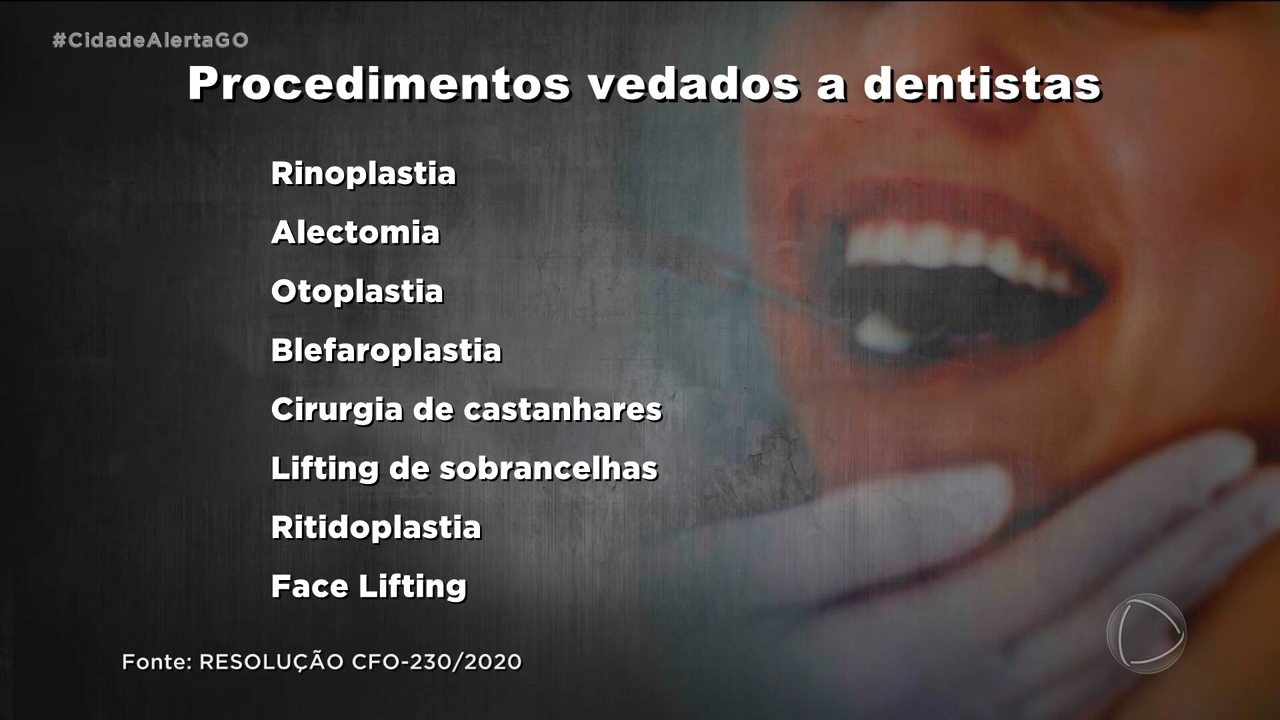 #CidadeAlertaGO
Procedimentos vedados a dentistas
Rinoplastia
Alectomia
Otoplastia
Blefaroplastia
Cirurgia de castanhares
Lifting de sobrancelhas
Ritidoplastia
Face Lifting
Fonte: RESOLUÇÃO CFO-230/2020